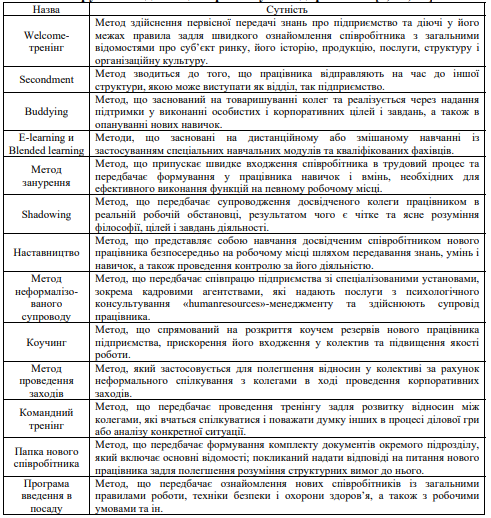 Назва
Сутність
Welcome-
тренінг
Метод здійснення первісної передачі знань про підприємство та діючі у його
межах правила задля швидкого ознайомлення співробітника з загальними
відомостями про суб’єкт ринку, його історію, продукцію, послуги, структуру і
організаційну культуру.
Secondment
Метод зводиться до того, що працівника відправляють на час до іншої
структури, якою може виступати як відділ, так підприємство.
Buddying
Метод, що заснований на товаришуванні колег та реалізується через надання
підтримки у виконанні особистих і корпоративних цілей і завдань, а також в
опануванні нових навичок.
E-learning и
Blended learning
Методи, що засновані на дистанційному або змішаному навчанні із
застосуванням спеціальних навчальних модулів та кваліфікованих фахівців.
Метод
занурення
Метод, що припускає швидке входження співробітника в трудовий процес та
передбачає формування у працівника навичок і вмінь, необхідних для
ефективного виконання функцій на певному робочому місці.
Shadowing
Метод, що передбачає супроводження досвідченого колеги працівником в
реальній робочій обстановці, результатом чого є чітке та ясне розуміння
філософії, цілей і завдань діяльності.
Наставництво
Метод, що представляє собою навчання досвідченим співробітником нового
працівника безпосередньо на робочому місці шляхом передавання знань, умінь і
навичок, а також проведення контролю за його діяльністю.
Метод
неформалізо-
ваного
супроводу
Метод, що передбачає співпрацю підприємства зі спеціалізованими установами,
зокрема кадровими агентствами, які надають послуги з психологічного
консультування «humanresources»-менеджменту та здійснюють супровід
працівника.
Коучинг
Метод, що спрямований на розкриття коучем резервів нового працівника
підприємства, прискорення його входження у колектив та підвищення якості
роботи.
Метод
проведення
заходів
Метод, який застосовується для полегшення відносин у колективі за рахунок
неформального спілкування з колегами в ході проведення корпоративних
заходів.
Командний
тренінг
Метод, що передбачає проведення тренінгу задля розвитку відносин між
колегами, які вчаться спілкуватися і поважати думку інших в процесі ділової гри
або аналізу конкретної ситуації.
Папка нового
співробітника
Метод, що передбачає формування комплекту документів окремого підрозділу,
який включає основні відомості; покликаний надати відповіді на питання нового
працівника задля полегшення розуміння структурних вимог до нього.
Програма
введення в
посаду
Метод, що передбачає ознайомлення нових співробітників із загальними
правилами роботи, техніки безпеки і охорони здоров’я, а також з робочими
умовами та ін.